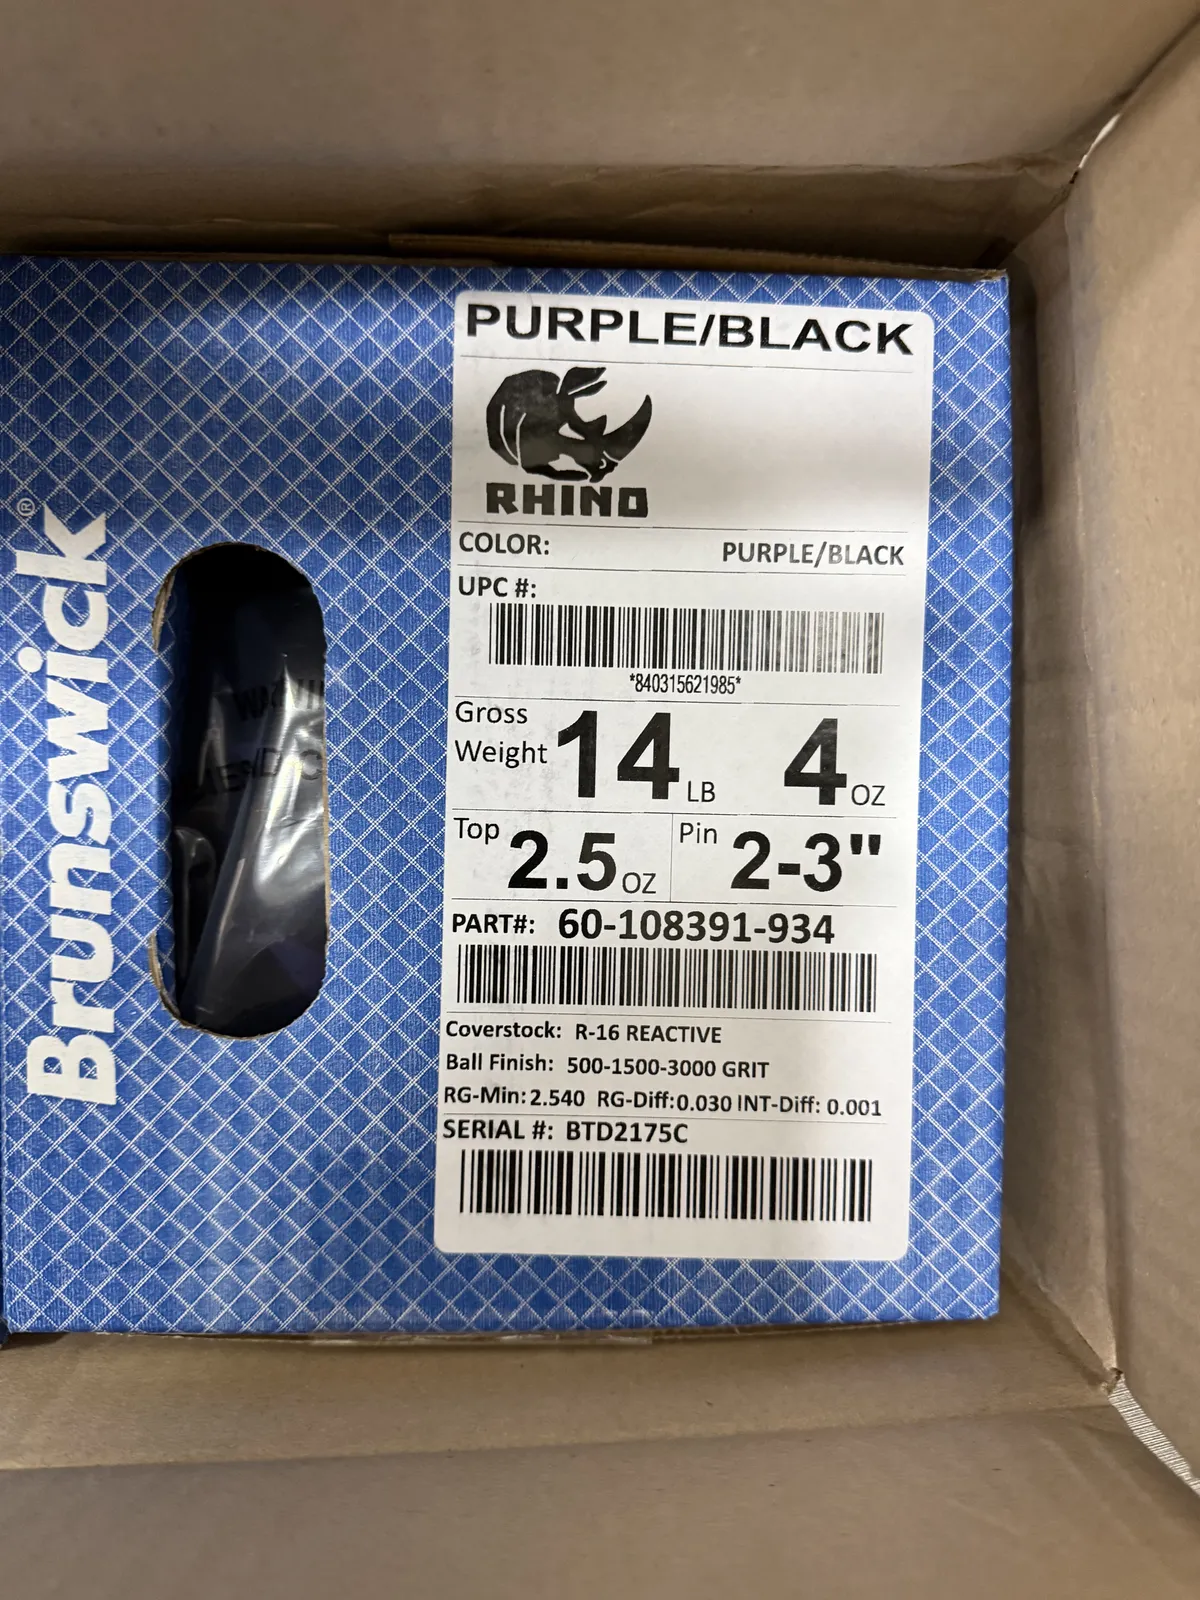 Brunswick®
PURPLE/BLACK
RHINO
COLOR: PURPLE/BLACK
UPC #:
*840315621985*
Gross Weight 14 LB 4 OZ
Top 2.5 OZ Pin 2-3"
PART#: 60-108391-934
Coverstock: R-16 REACTIVE
Ball Finish: 500-1500-3000 GRIT
RG-Min: 2.540 RG-Diff: 0.030 INT-Diff: 0.001
SERIAL #: BTD2175C